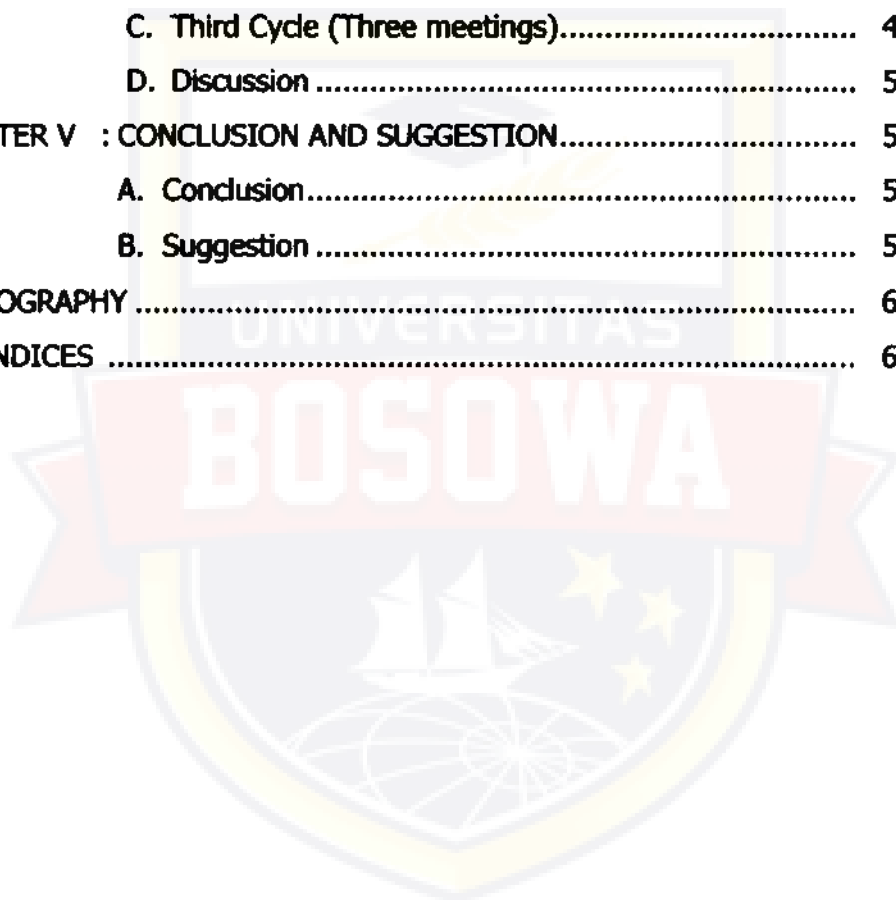 C. Third Cycle (Three meetings).............................. 4
D. Discussion ............................................................ 5
TER V : CONCLUSION AND SUGGESTION................................. 5
A. Conclusion............................................................. 5
B. Suggestion ............................................................ 5
OGRAPHY ................................................................................ 6
NDICES ................................................................................... 6
UNIVERSITAS
BOSOWA